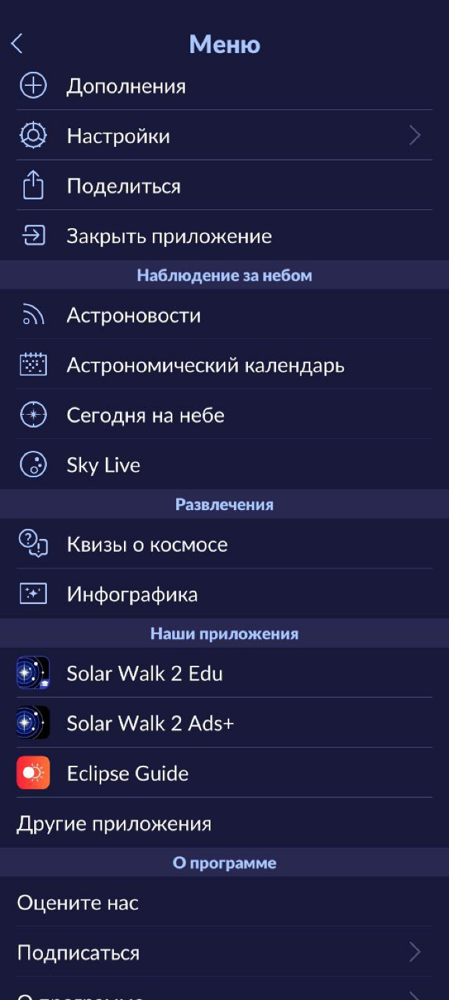 Меню
Дополнения
Настройки
Поделиться
Закрыть приложение
Наблюдение за небом
Астроновости
Астрономический календарь
Сегодня на небе
Sky Live
Развлечения
Квизы о космосе
Инфографика
Наши приложения
Solar Walk 2 Edu
Solar Walk 2 Ads+
Eclipse Guide
Другие приложения
О программе
Оцените нас
Подписаться
О программе